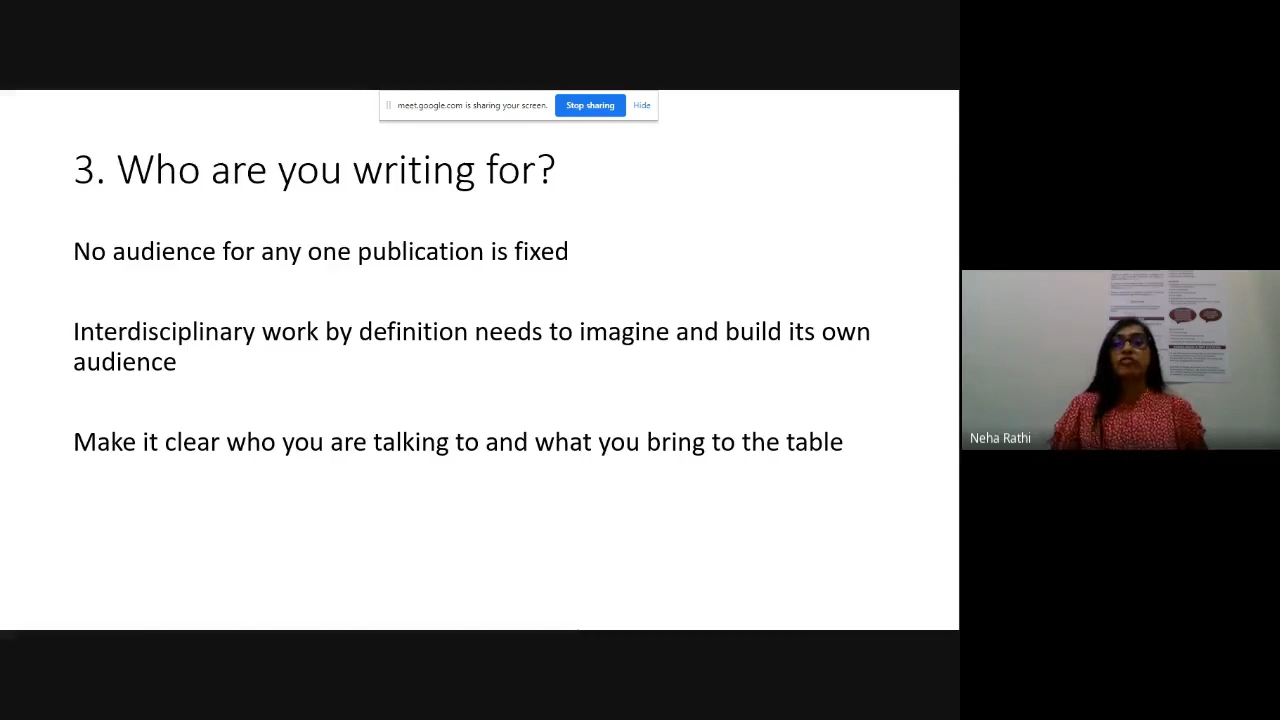 meet.google.com is sharing your screen. Stop sharing Hide
3. Who are you writing for?
No audience for any one publication is fixed
Interdisciplinary work by definition needs to imagine and build its own
audience
Make it clear who you are talking to and what you bring to the table
Neha Rathi